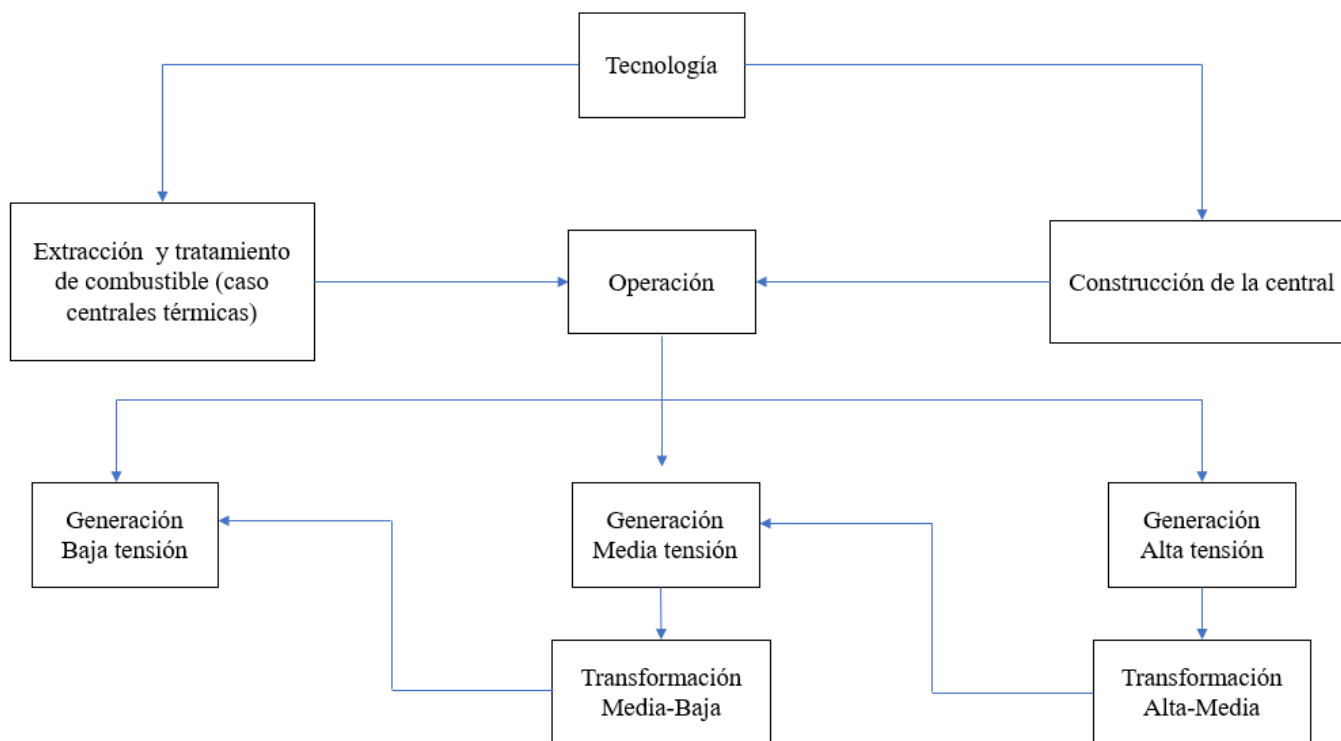 Tecnología
Extracción y tratamiento
de combustible (caso
centrales térmicas)
Operación
Construcción de la central
Generación
Baja tensión
Generación
Media tensión
Generación
Alta tensión
Transformación
Media-Baja
Transformación
Alta-Media